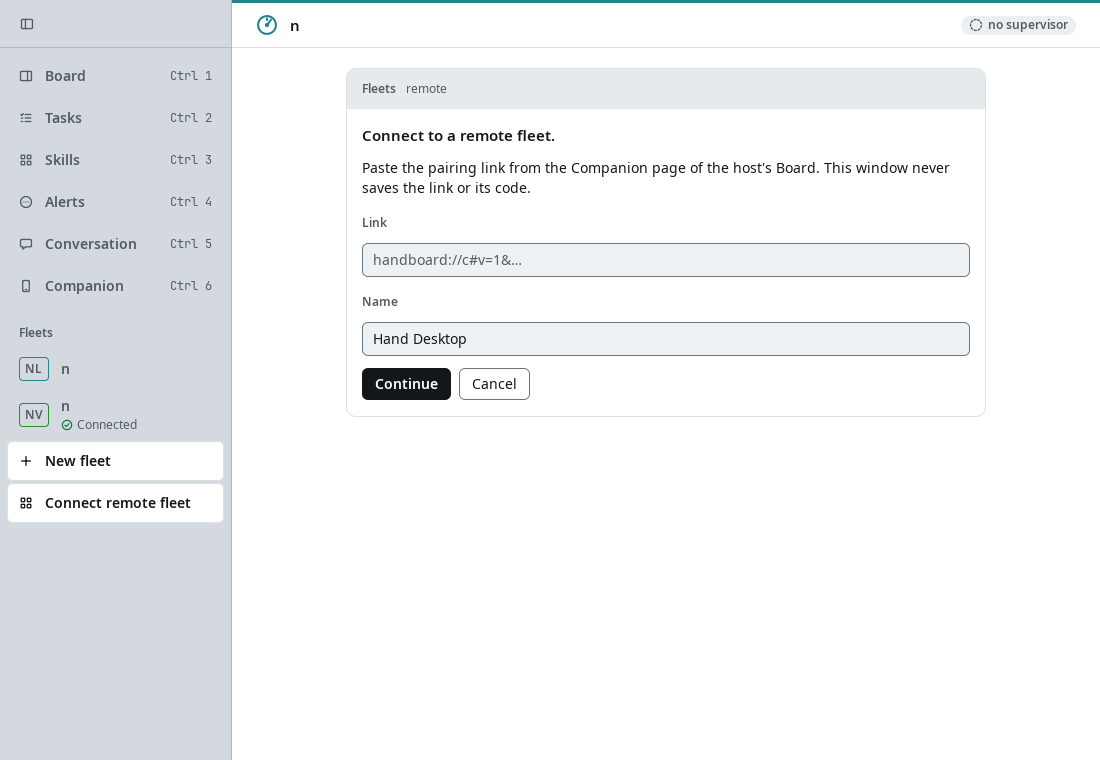 n
no supervisor
Board Ctrl 1
Tasks Ctrl 2
Skills Ctrl 3
Alerts Ctrl 4
Conversation Ctrl 5
Companion Ctrl 6
Fleets
NL n
NV n
Connected
New fleet
Connect remote fleet
Fleets remote
Connect to a remote fleet.
Paste the pairing link from the Companion page of the host's Board. This window never
saves the link or its code.
Link
handboard://c#v=1&...
Name
Hand Desktop
Continue Cancel